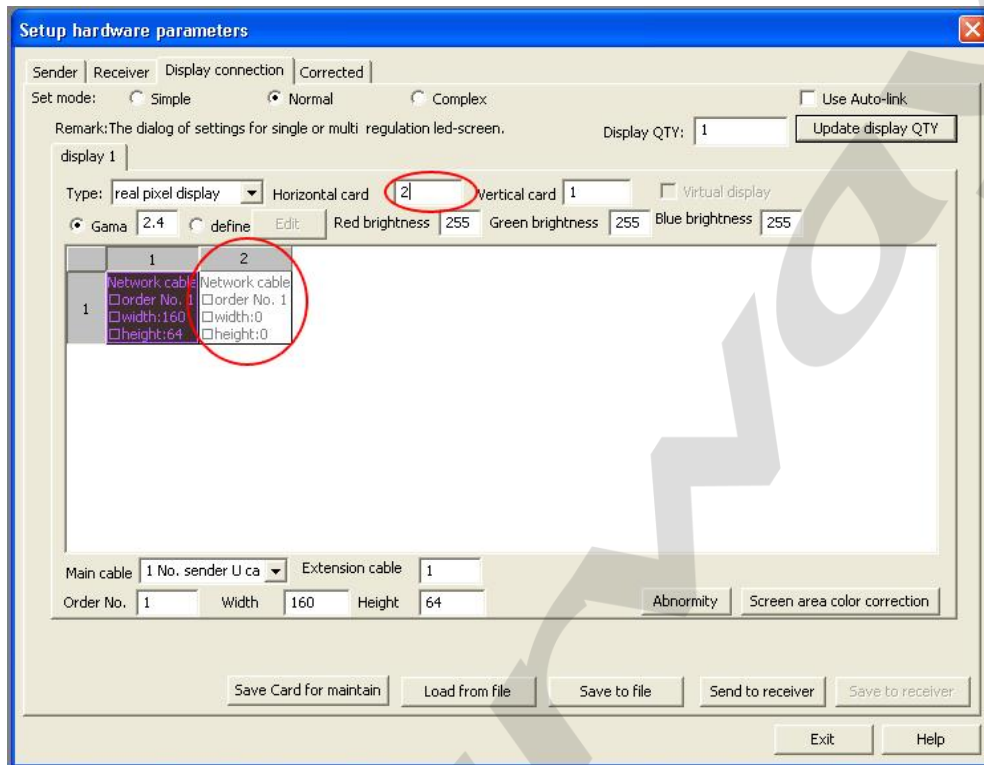 Setup hardware parameters
Sender Receiver Display connection Corrected
Set mode: Simple Normal Complex Use Auto-link
Remark:The dialog of settings for single or multi regulation led-screen. Display QTY: 1 Update display QTY
display 1
Type: real pixel display Horizontal card 2 Vertical card 1 Virtual display
Gama 2.4 define Edit Red brightness 255 Green brightness 255 Blue brightness 255
1 2
Network cable Network cable
1 order No. 1 order No. 1
width:160 width:0
height:64 height:0
Main cable 1 No. sender U ca Extension cable 1
Order No. 1 Width 160 Height 64 Abnormity Screen area color correction
Save Card for maintain Load from file Save to file Send to receiver Save to receiver
Exit Help